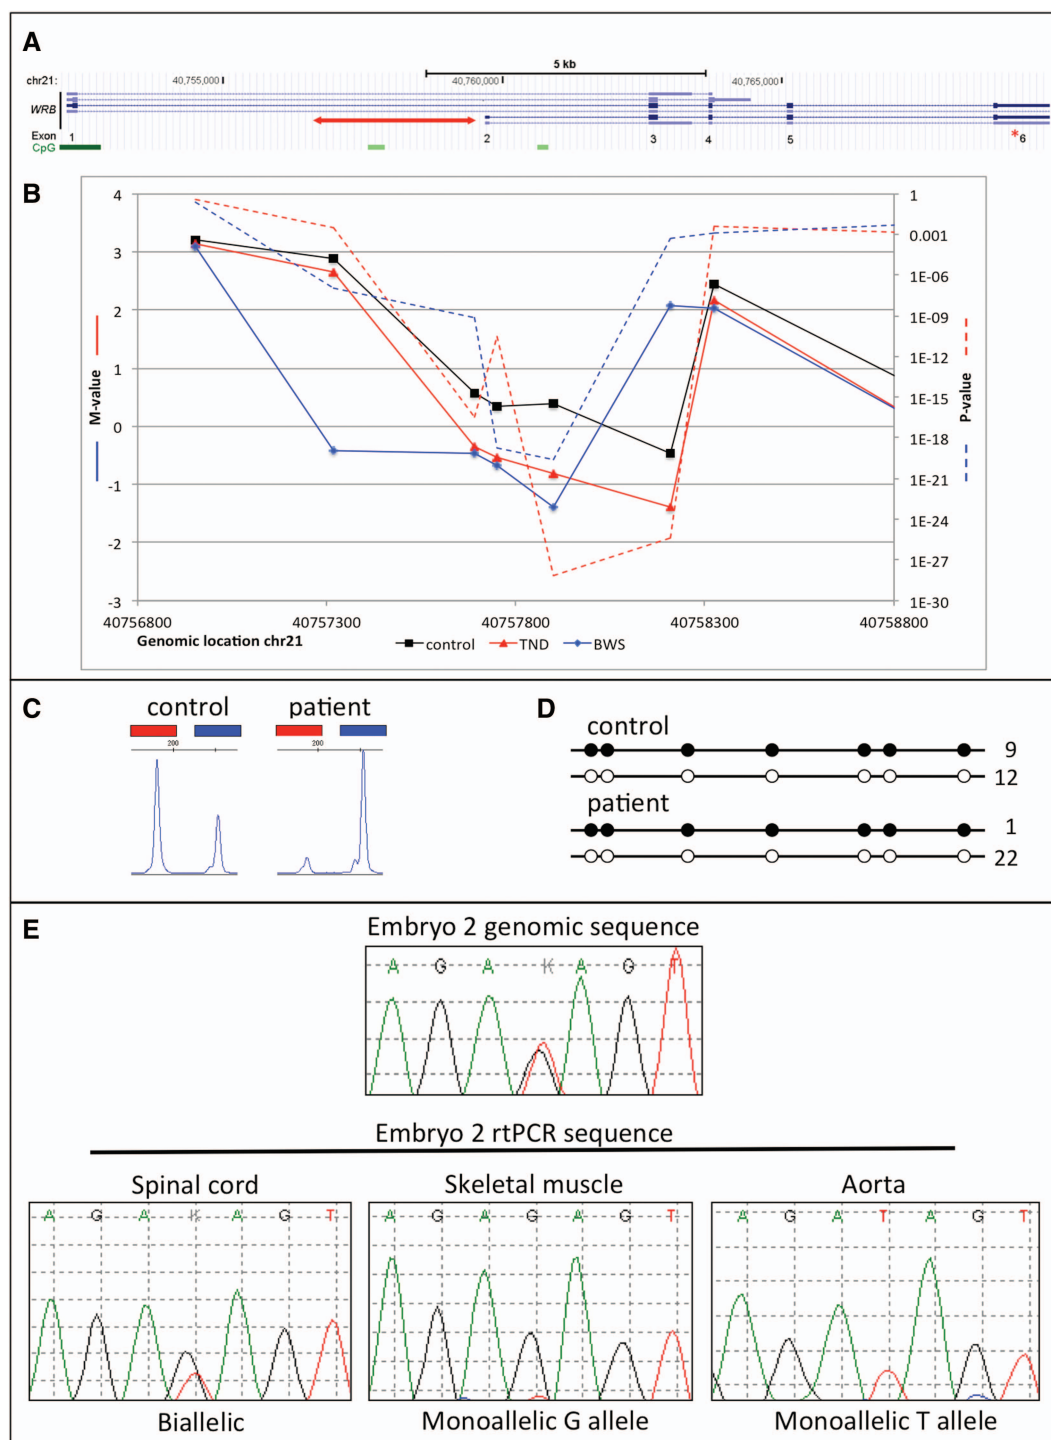 A
5 kb
chr21:
40,755,000
40,760,000
40,765,000
WRB
Exon 1 2 3 4 5 *6
CpG
B
4
3
2
1
0
-1
-2
-3
M-value
1
0.001
1E-06
1E-09
1E-12
1E-15
1E-18
1E-21
1E-24
1E-27
1E-30
P-value
40756800 40757300 40757800 40758300 40758800
Genomic location chr21
control TND BWS
C
control patient
200 200
D
control
9
12
patient
1
22
E
Embryo 2 genomic sequence
A G A K A G T
Embryo 2 rtPCR sequence
Spinal cord Skeletal muscle Aorta
A G A K A G T A G A G A G T A G A T A G T
Biallelic Monoallelic G allele Monoallelic T allele